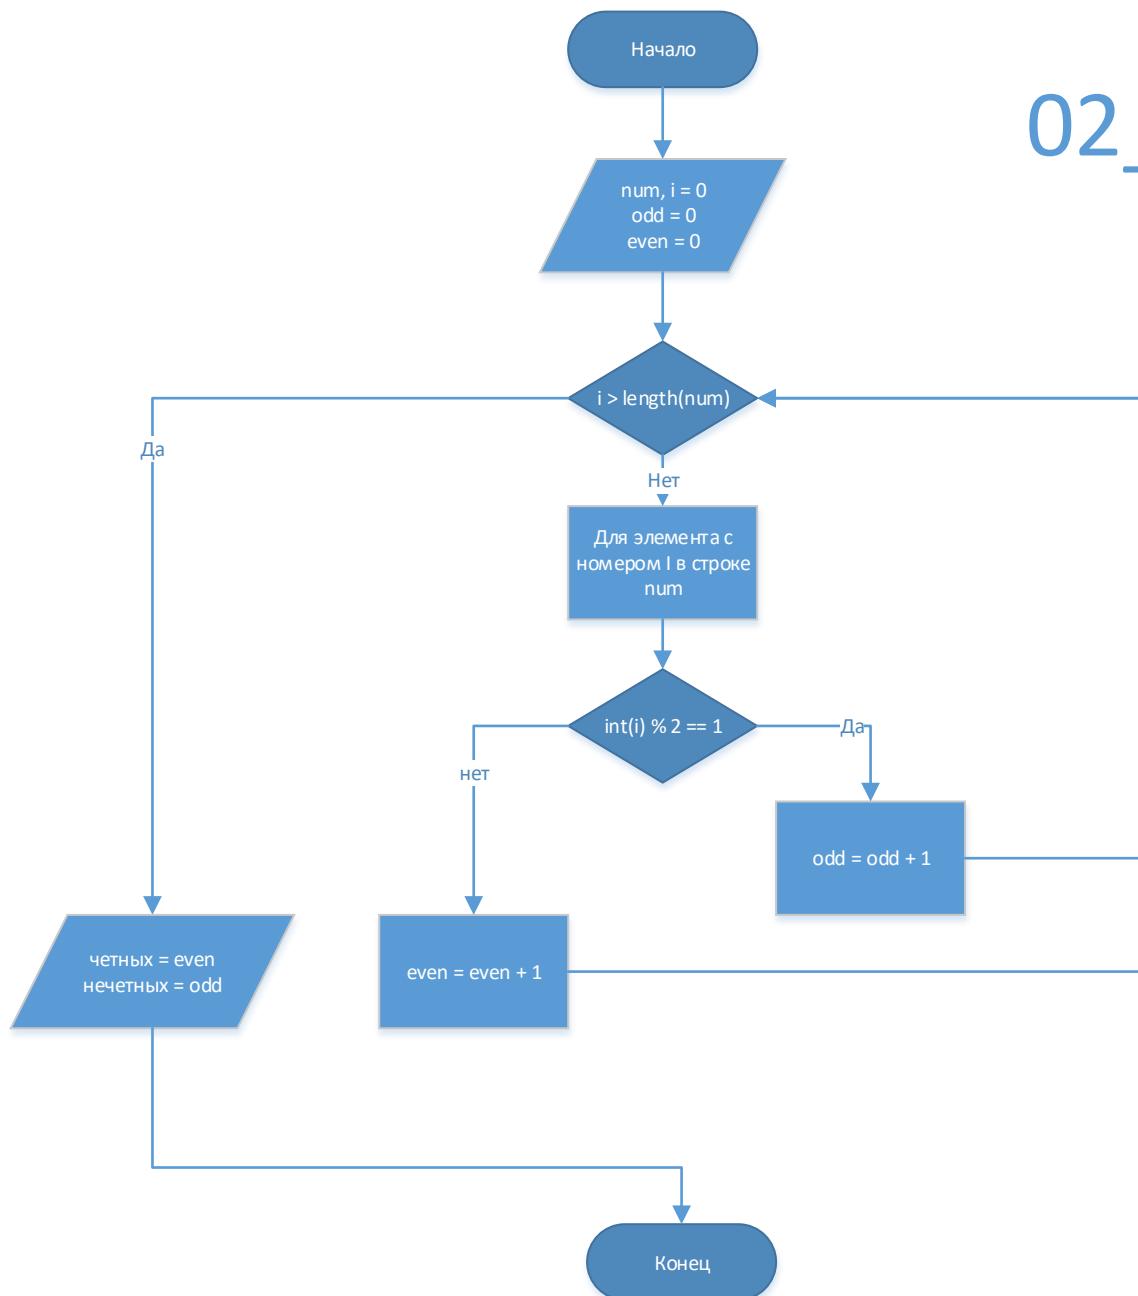 Начало
02_
num, i = 0
odd = 0
even = 0
i > length(num)
Да
Нет
Для элемента с
номером I в строке
num
int(i) % 2 == 1
Да
нет
odd = odd + 1
четных = even
нечетных = odd
even = even + 1
Конец